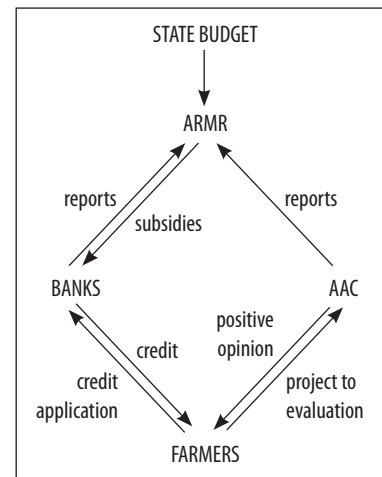 STATE BUDGET
ARMR
reports
subsidies
reports
BANKS
AAC
credit
positive
opinion
credit
application
project to
evaluation
FARMERS